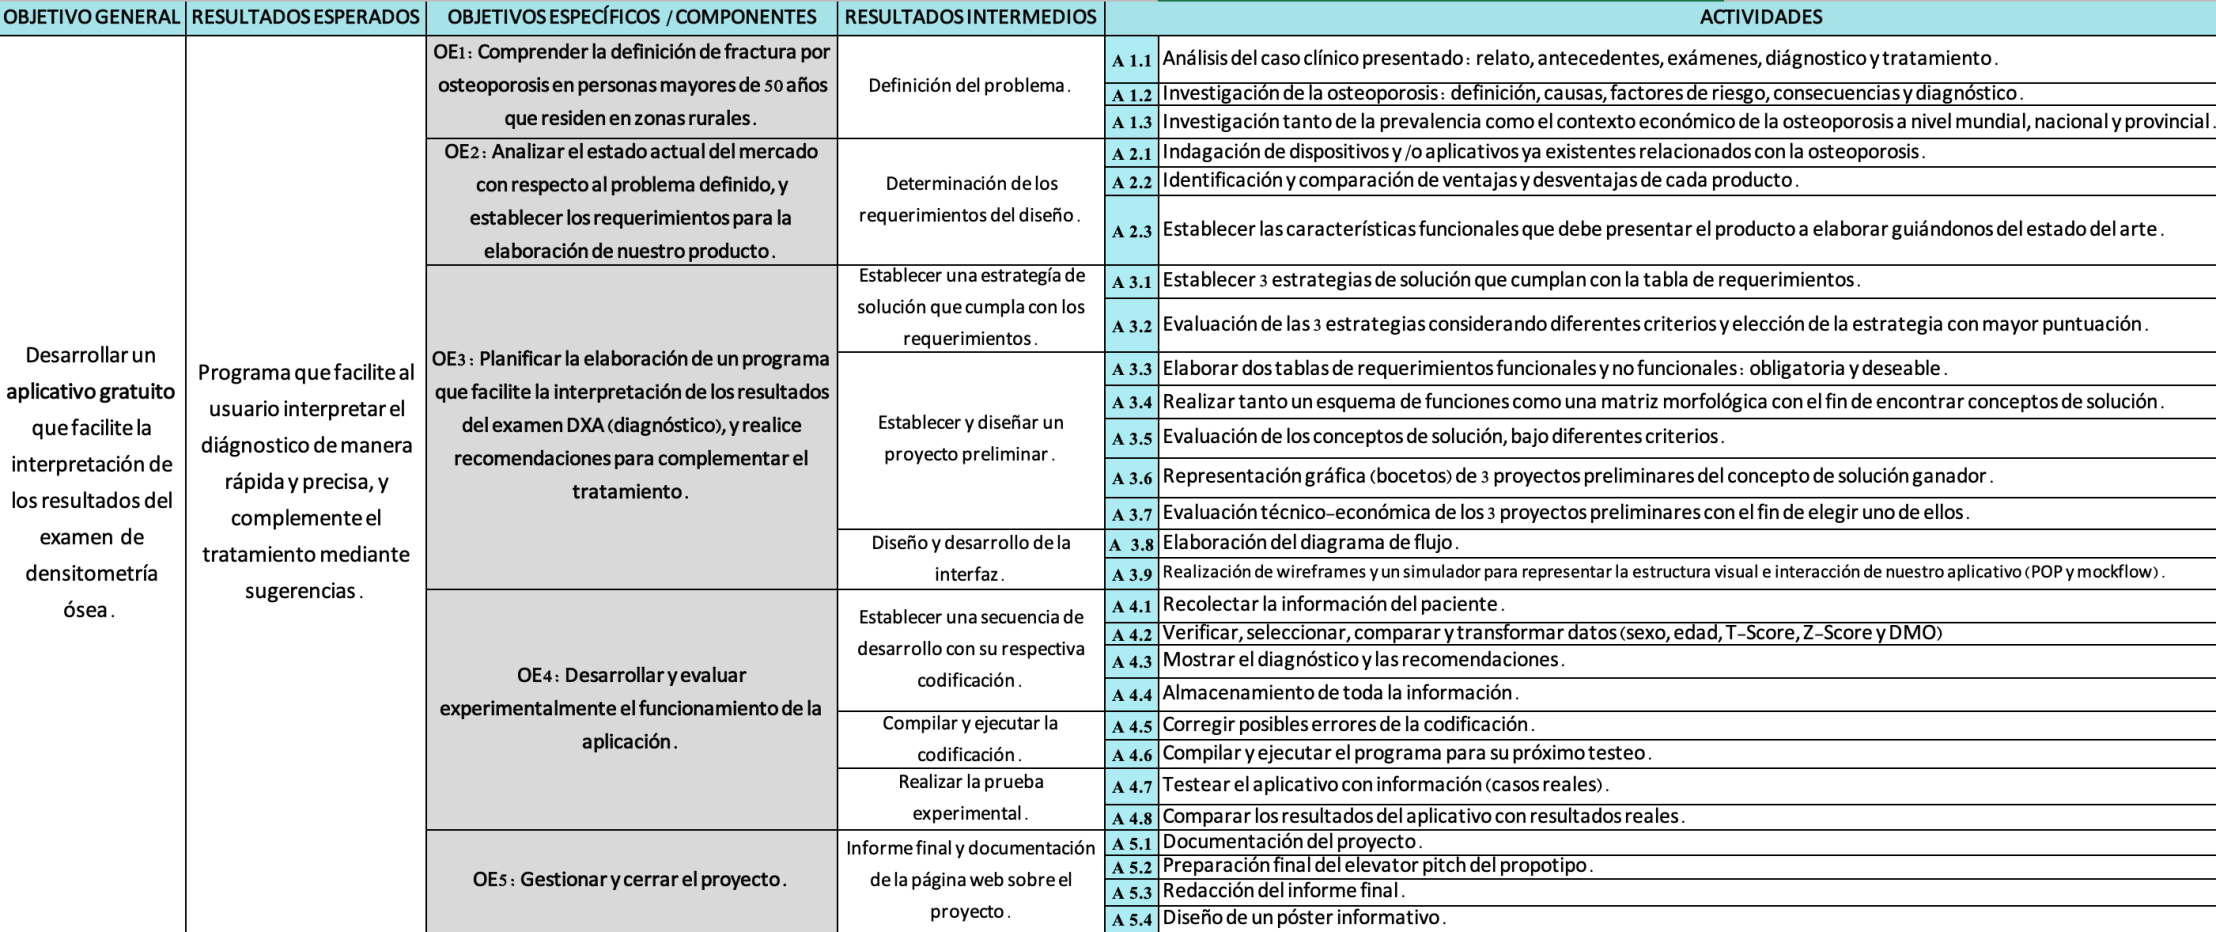 OBJETIVO GENERAL
RESULTADOS ESPERADOS
OBJETIVOS ESPECÍFICOS / COMPONENTES
RESULTADOS INTERMEDIOS
ACTIVIDADES
Desarrollar un
aplicativo gratuito
que facilite la
interpretación de
los resultados del
examen de
densitometría
ósea.
Programa que facilite al
usuario interpretar el
diágnostico de manera
rápida y precisa, y
complemente el
tratamiento mediante
sugerencias.
OE1: Comprender la definición de fractura por
osteoporosis en personas mayores de 50 años
que residen en zonas rurales.
Definición del problema.
A 1.1 Análisis del caso clínico presentado: relato, antecedentes, exámenes, diágnostico y tratamiento.
A 1.2 Investigación de la osteoporosis: definición, causas, factores de riesgo, consecuencias y diagnóstico.
A 1.3 Investigación tanto de la prevalencia como el contexto económico de la osteoporosis a nivel mundial, nacional y provincial.
OE2: Analizar el estado actual del mercado
con respecto al problema definido, y
establecer los requerimientos para la
elaboración de nuestro producto.
Determinación de los
requerimientos del diseño.
A 2.1 Indagación de dispositivos y /o aplicativos ya existentes relacionados con la osteoporosis.
A 2.2 Identificación y comparación de ventajas y desventajas de cada producto.
A 2.3 Establecer las características funcionales que debe presentar el producto a elaborar guiándonos del estado del arte.
OE3: Planificar la elaboración de un programa
que facilite la interpretación de los resultados
del examen DXA (diagnóstico), y realice
recomendaciones para complementar el
tratamiento.
Establecer una estrategía de
solución que cumpla con los
requerimientos.
A 3.1 Establecer 3 estrategias de solución que cumplan con la tabla de requerimientos.
A 3.2 Evaluación de las 3 estrategias considerando diferentes criterios y elección de la estrategia con mayor puntuación.
Establecer y diseñar un
proyecto preliminar.
A 3.3 Elaborar dos tablas de requerimientos funcionales y no funcionales: obligatoria y deseable.
A 3.4 Realizar tanto un esquema de funciones como una matriz morfológica con el fin de encontrar conceptos de solución.
A 3.5 Evaluación de los conceptos de solución, bajo diferentes criterios.
A 3.6 Representación gráfica (bocetos) de 3 proyectos preliminares del concepto de solución ganador.
A 3.7 Evaluación técnico-económica de los 3 proyectos preliminares con el fin de elegir uno de ellos.
Diseño y desarrollo de la
interfaz.
A 3.8 Elaboración del diagrama de flujo.
A 3.9 Realización de wireframes y un simulador para representar la estructura visual e interacción de nuestro aplicativo (POP y mockflow).
OE4: Desarrollar y evaluar
experimentalmente el funcionamiento de la
aplicación.
Establecer una secuencia de
desarrollo con su respectiva
codificación.
A 4.1 Recolectar la información del paciente.
A 4.2 Verificar, seleccionar, comparar y transformar datos (sexo, edad, T-Score, Z-Score y DMO)
A 4.3 Mostrar el diagnóstico y las recomendaciones.
A 4.4 Almacenamiento de toda la información.
Compilar y ejecutar la
codificación.
A 4.5 Corregir posibles errores de la codificación.
A 4.6 Compilar y ejecutar el programa para su próximo testeo.
Realizar la prueba
experimental.
A 4.7 Testear el aplicativo con información (casos reales).
A 4.8 Comparar los resultados del aplicativo con resultados reales.
OE5: Gestionar y cerrar el proyecto.
Informe final y documentación
de la página web sobre el
proyecto.
A 5.1 Documentación del proyecto.
A 5.2 Preparación final del elevator pitch del propotipo.
A 5.3 Redacción del informe final.
A 5.4 Diseño de un póster informativo.